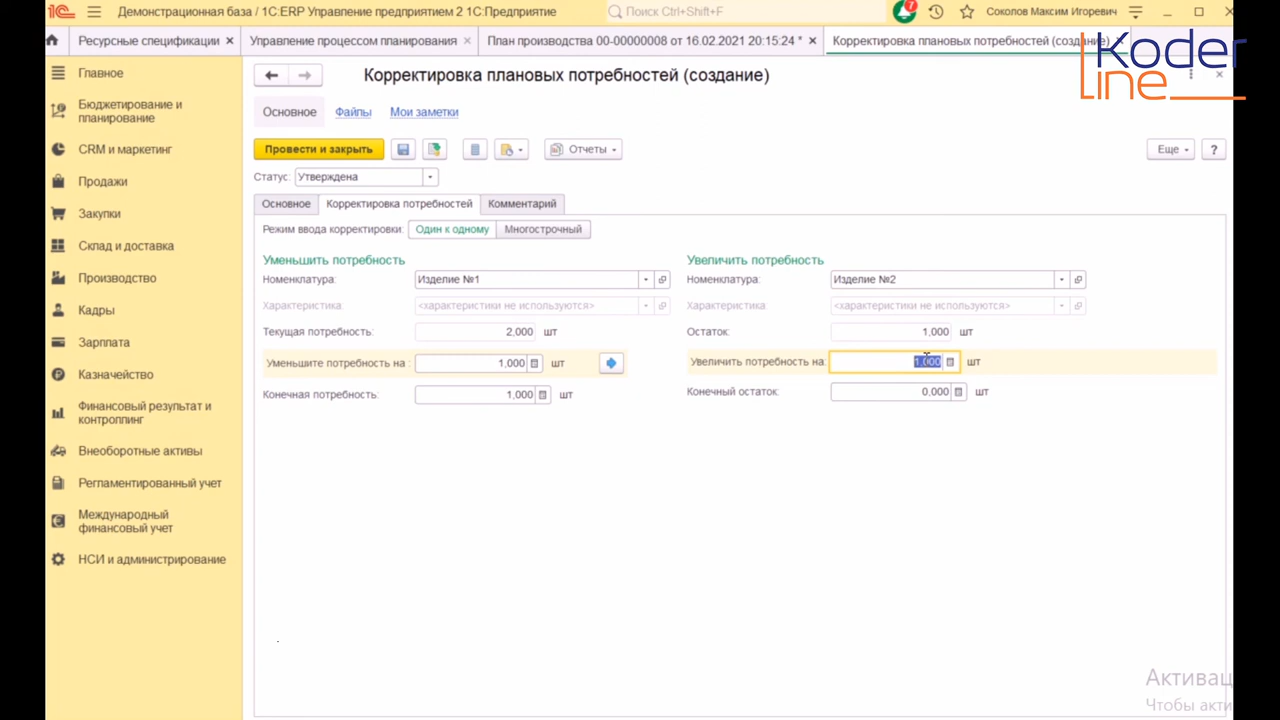 Демонстрационная база / 1С:ERP Управление предприятием 2 1С:Предприятие
Поиск Ctrl+Shift+F
7
Соколов Максим Игоревич
Ресурсные спецификации
Управление процессом планирования
План производства 00-00000008 от 16.02.2021 20:15:24 *
Корректировка плановых потребностей (создание)
Koder
line
Главное
Бюджетирование и
планирование
CRM и маркетинг
Продажи
Закупки
Склад и доставка
Производство
Кадры
Зарплата
Казначейство
Финансовый результат и
контроллинг
Внеоборотные активы
Регламентированный учет
Международный
финансовый учет
НСИ и администрирование
Корректировка плановых потребностей (создание)
Основное Файлы Мои заметки
Провести и закрыть Отчеты Еще ?
Статус: Утверждена
Основное Корректировка потребностей Комментарий
Режим ввода корректировки: Один к одному Многострочный
Уменьшить потребность
Номенклатура: Изделие №1
Характеристика: <характеристики не используются>
Текущая потребность: 2,000 шт
Уменьшите потребность на : 1,000 шт
Конечная потребность: 1,000 шт
Увеличить потребность
Номенклатура: Изделие №2
Характеристика: <характеристики не используются>
Остаток: 1,000 шт
Увеличить потребность на: 1,000 шт
Конечный остаток: 0,000 шт
Активац
Чтобы акти